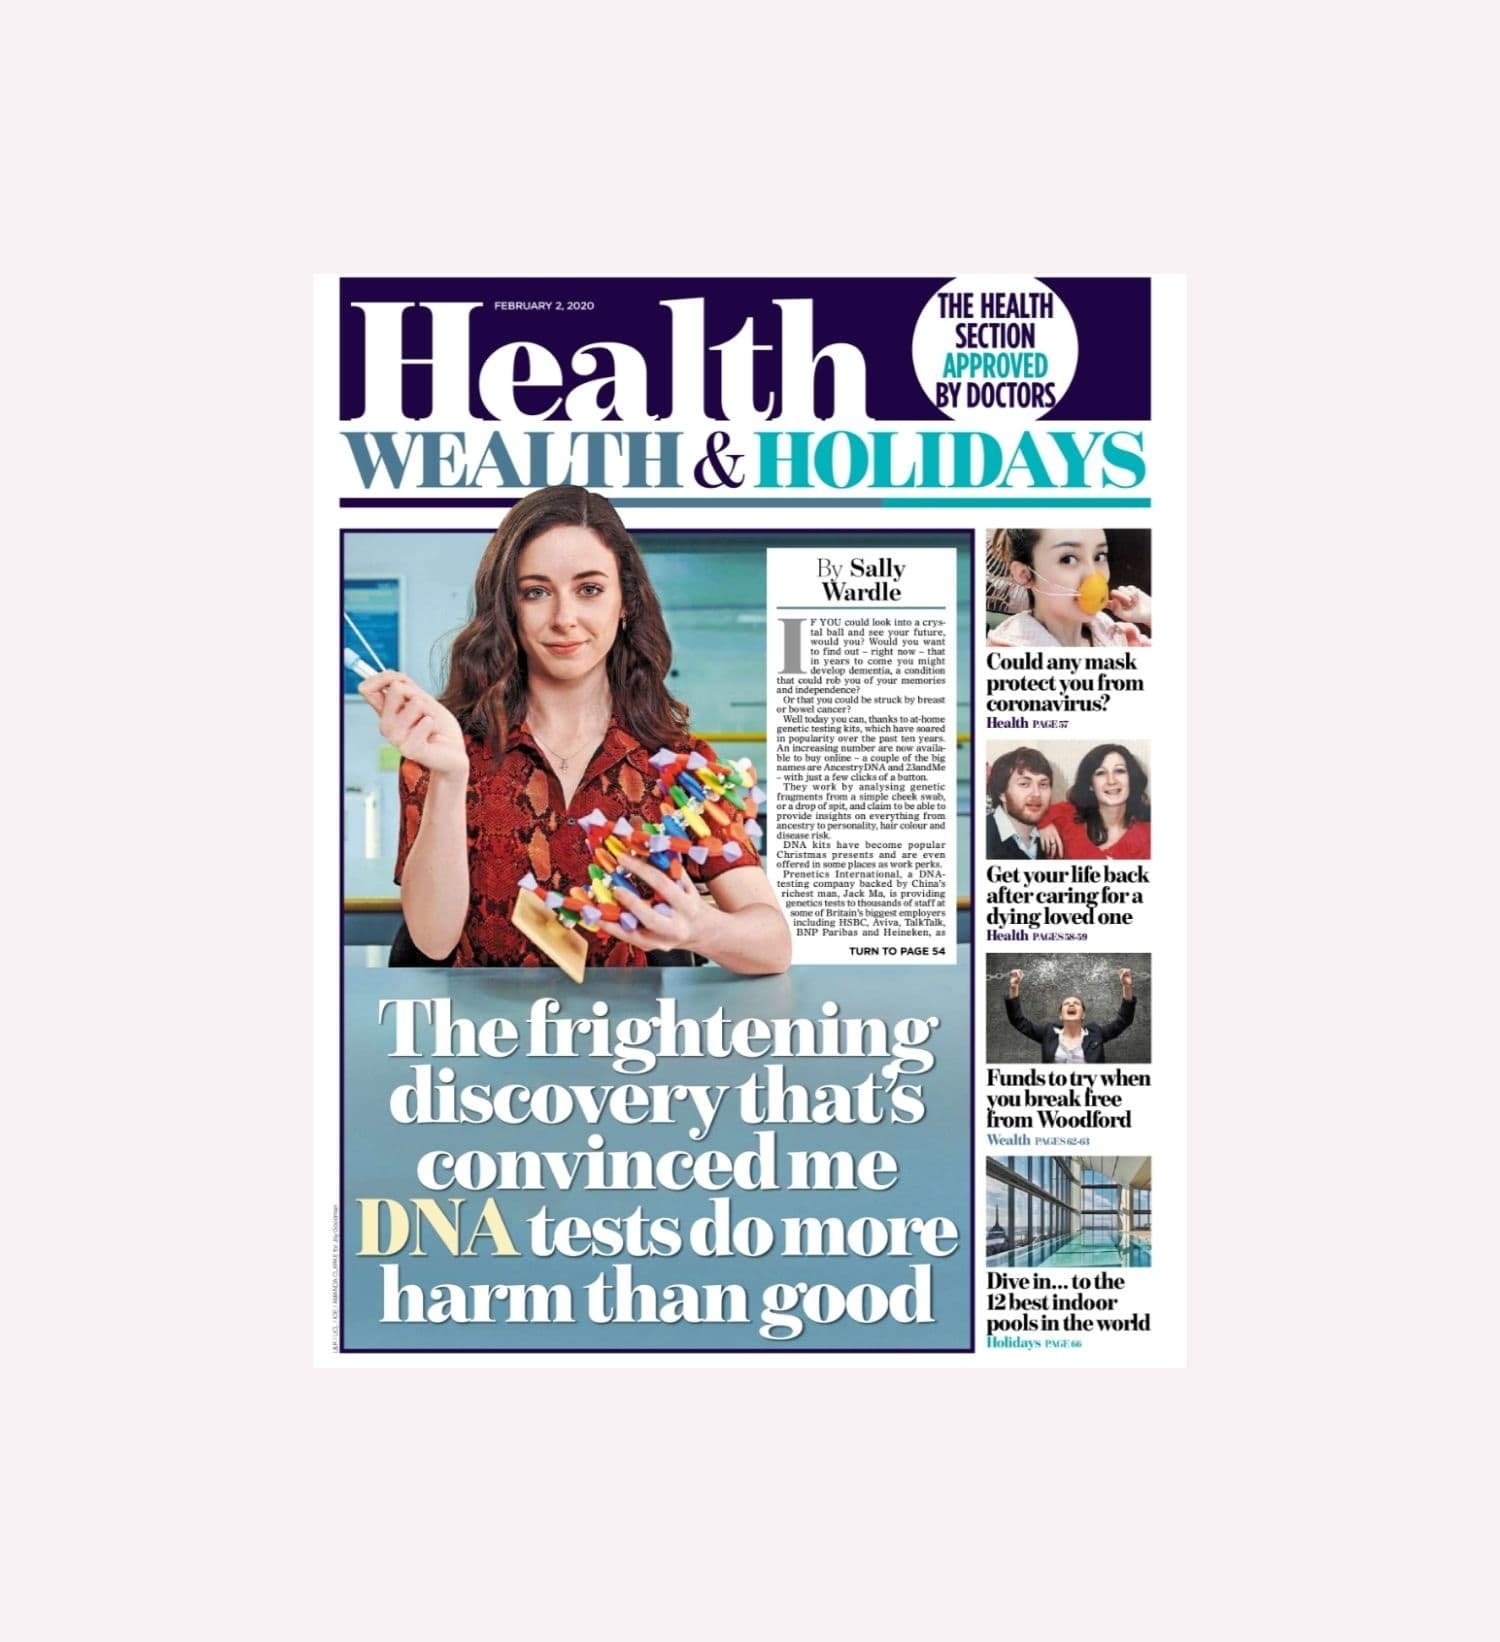 FEBRUARY 2, 2020
Health
THE HEALTH
SECTION
APPROVED
BY DOCTORS
WEALTH & HOLIDAYS
By Sally
Wardle
IF YOU could look into a crys-
tal ball and see your future,
would you? Would you want
to find out – right now – that
in years to come you might
develop dementia, a condition
that could rob you of your memories
and independence?
Or that you could be struck by breast
or bowel cancer?
Well today you can, thanks to at-home
genetic testing kits, which have soared
in popularity over the past ten years.
An increasing number are now availa-
ble to buy online – a couple of the big
names are AncestryDNA and 23andMe
– with just a few clicks of a button.
They work by analysing genetic
fragments from a simple cheek swab,
or a drop of spit, and claim to be able to
provide insights on everything from
ancestry to personality, hair colour and
disease risk.
DNA kits have become popular
Christmas presents and are even
offered in some places as work perks.
Prenetics International, a DNA-
testing company backed by China's
richest man, Jack Ma, is providing
genetics tests to thousands of staff at
some of Britain's biggest employers
including HSBC, Aviva, TalkTalk,
BNP Paribas and Heineken, as
TURN TO PAGE 54
The frightening
discovery that's
convinced me
DNA tests do more
harm than good
Could any mask
protect you from
coronavirus?
Health PAGE 57
Get your life back
after caring for a
dying loved one
Health PAGES 58-59
Funds to try when
you break free
from Woodford
Wealth PAGES 62-63
Dive in... to the
12 best indoor
pools in the world
Holidays PAGE 66